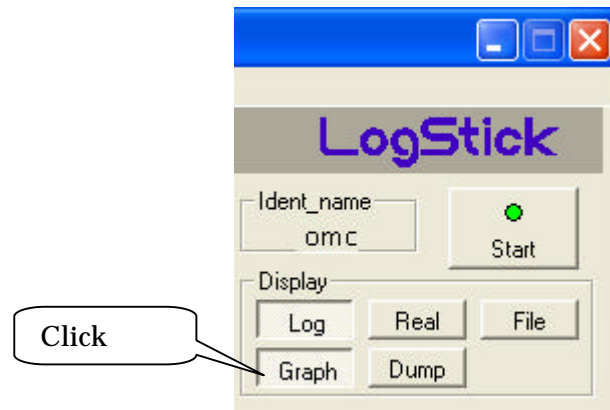 LogStick
Ident_name
omc
Start
Display
Log Real File
Click
Graph Dump